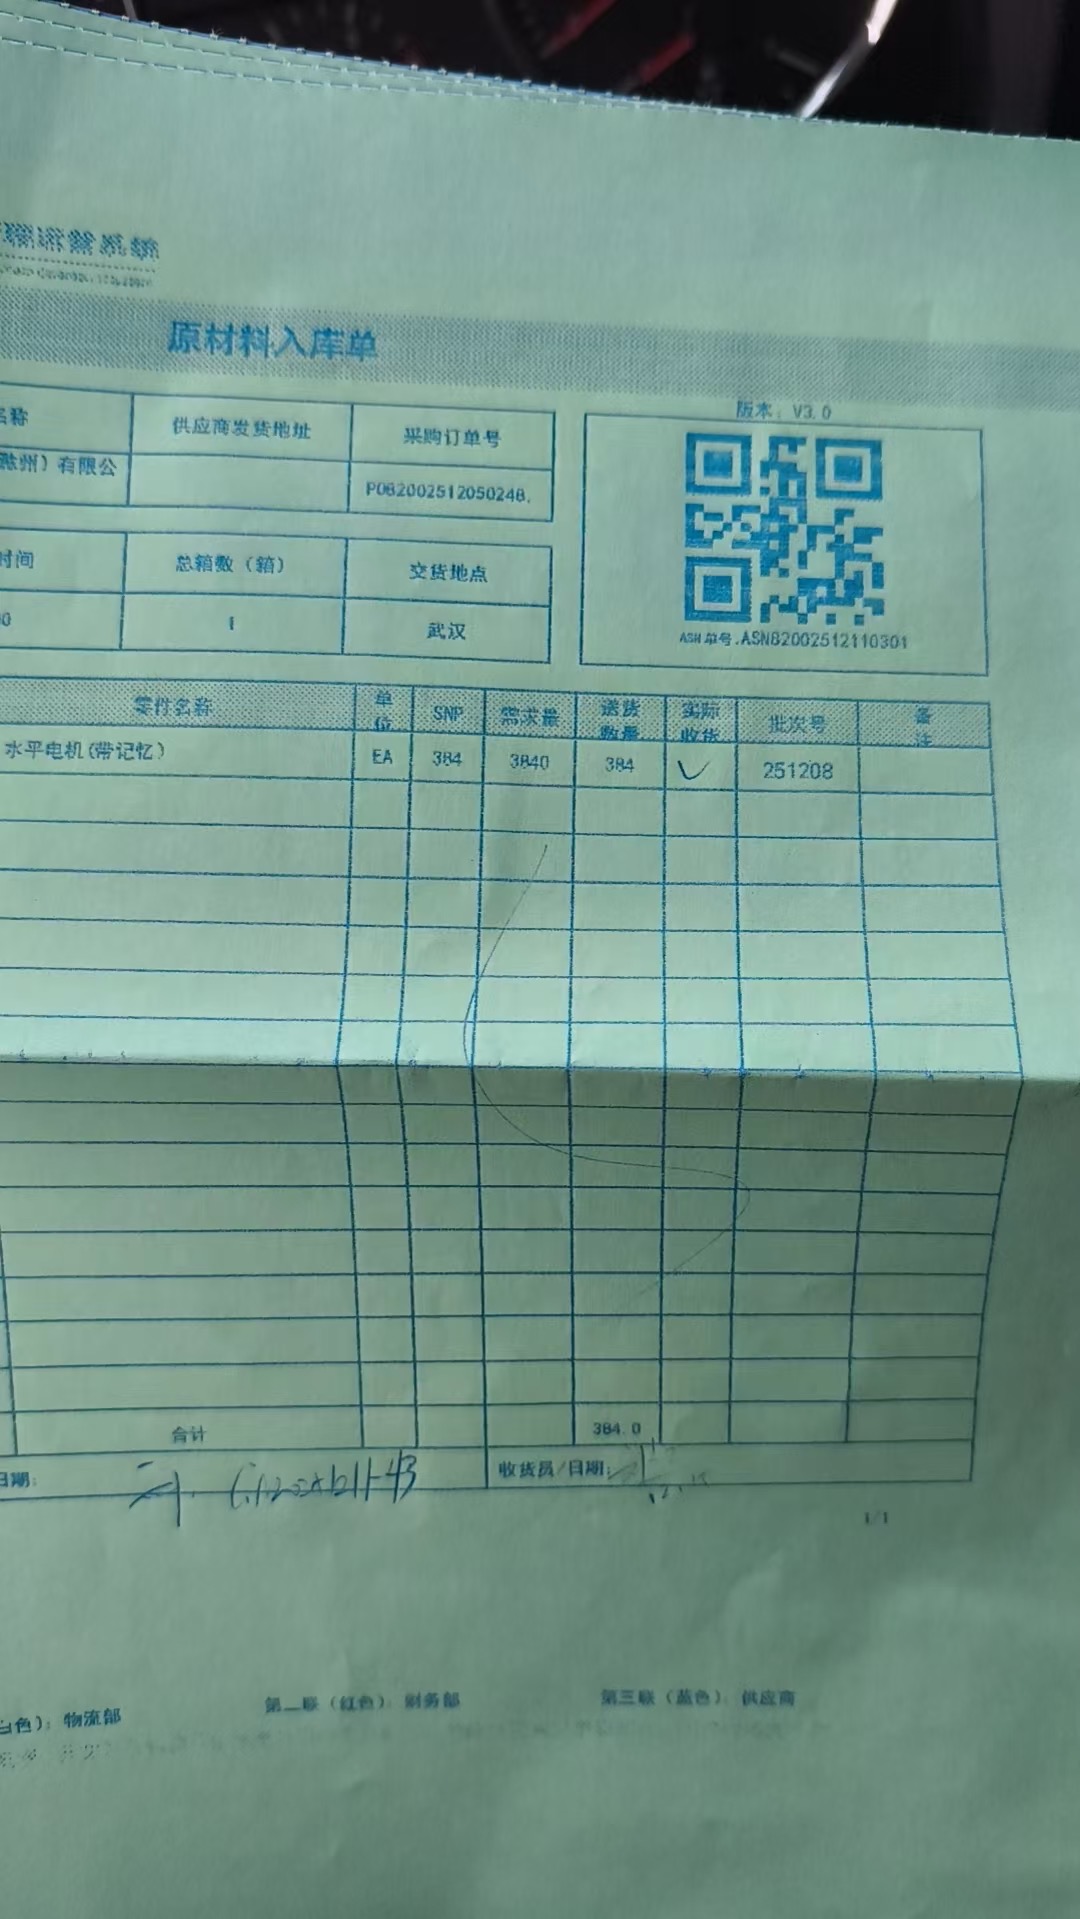 原材料入库单
版本：V3.0
名称 供应商发货地址 采购订单号
滁州）有限公 PO82002512050248.
时间 总箱数（箱） 交货地点
0 1 武汉
ASN单号.ASN82002512110301
零件名称 单位 SNP 需求量 送货数量 实际收货 批次号 备注
水平电机(带记忆) EA 384 3840 384 ✓ 251208
合计 384.0
日期: 收货员/日期:
1/1
白色）：物流部 第二联（红色）：财务部 第三联（蓝色）：供应商